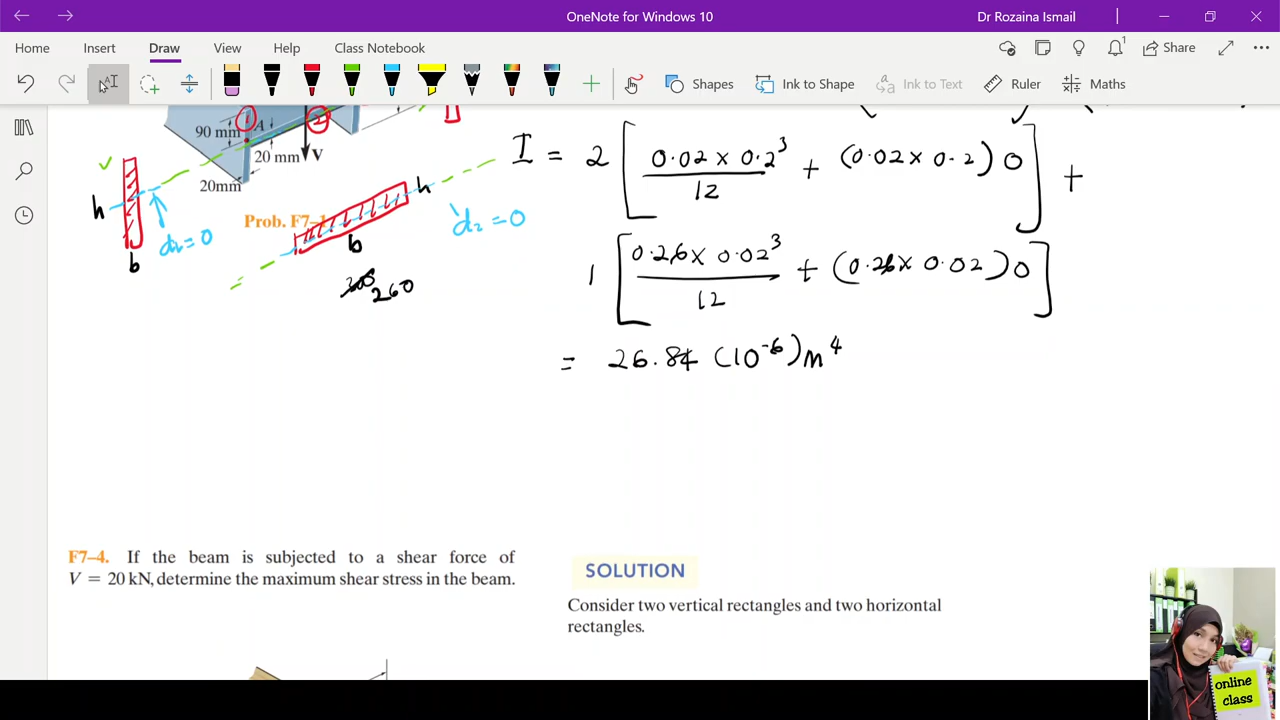 OneNote for Windows 10
Dr Rozaina Ismail
Home Insert Draw View Help Class Notebook
Share
Shapes Ink to Shape Ink to Text Ruler Maths
1 2
90 mm A
20 mm V
20mm
h
b
d2 = 0
Prob. F7–1
h
b
d2 = 0
260
I = 2 [ 0.02 × 0.2³ / 12 + (0.02 × 0.2) 0 ] +
1 [ 0.26 × 0.02³ / 12 + (0.26 × 0.02) 0 ]
= 26.84 (10⁻⁶) m⁴
F7–4. If the beam is subjected to a shear force of
V = 20 kN, determine the maximum shear stress in the beam.
SOLUTION
Consider two vertical rectangles and two horizontal
rectangles.
online
class